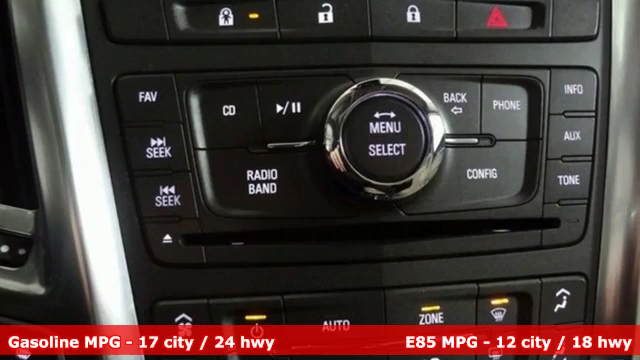 FAV
CD
BACK
PHONE
INFO
MENU
SELECT
SEEK
AUX
RADIO
BAND
CONFIG
TONE
SEEK
AUTO
ZONE
Gasoline MPG - 17 city / 24 hwy
E85 MPG - 12 city / 18 hwy